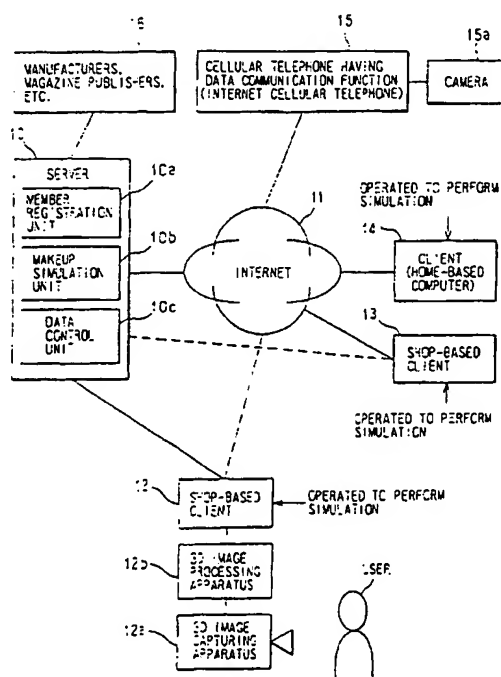 16
MANUFACTURERS,
MAGAZINE PUBLISHERS,
ETC.
15
CELLULAR TELEPHONE HAVING
DATA COMMUNICATION FUNCTION
(INTERNET CELLULAR TELEPHONE)
15a
CAMERA
10
SERVER
10a
MEMBER
REGISTRATION
UNIT
10b
MAKEUP
SIMULATION
UNIT
10c
DATA
CONTROL
UNIT
11
INTERNET
OPERATED TO PERFORM
SIMULATION
14
CLIENT
(HOME-BASED
COMPUTER)
13
SHOP-BASED
CLIENT
OPERATED TO PERFORM
SIMULATION
12
SHOP-BASED
CLIENT
OPERATED TO PERFORM
SIMULATION
12b
3D IMAGE
PROCESSING
APPARATUS
12a
3D IMAGE
CAPTURING
APPARATUS
USER